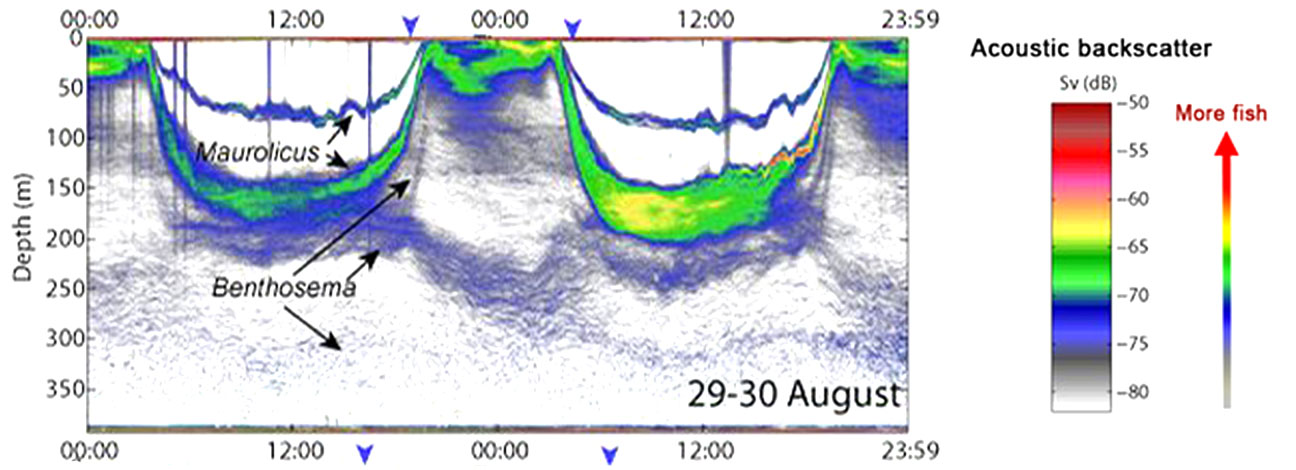 00:00 12:00 00:00 12:00 23:59
Acoustic backscatter
Sv (dB)
More fish
Depth (m)
0
50
100
150
200
250
300
350
Maurolicus
Benthosema
29-30 August
-50
-55
-60
-65
-70
-75
-80
00:00 12:00 00:00 12:00 23:59